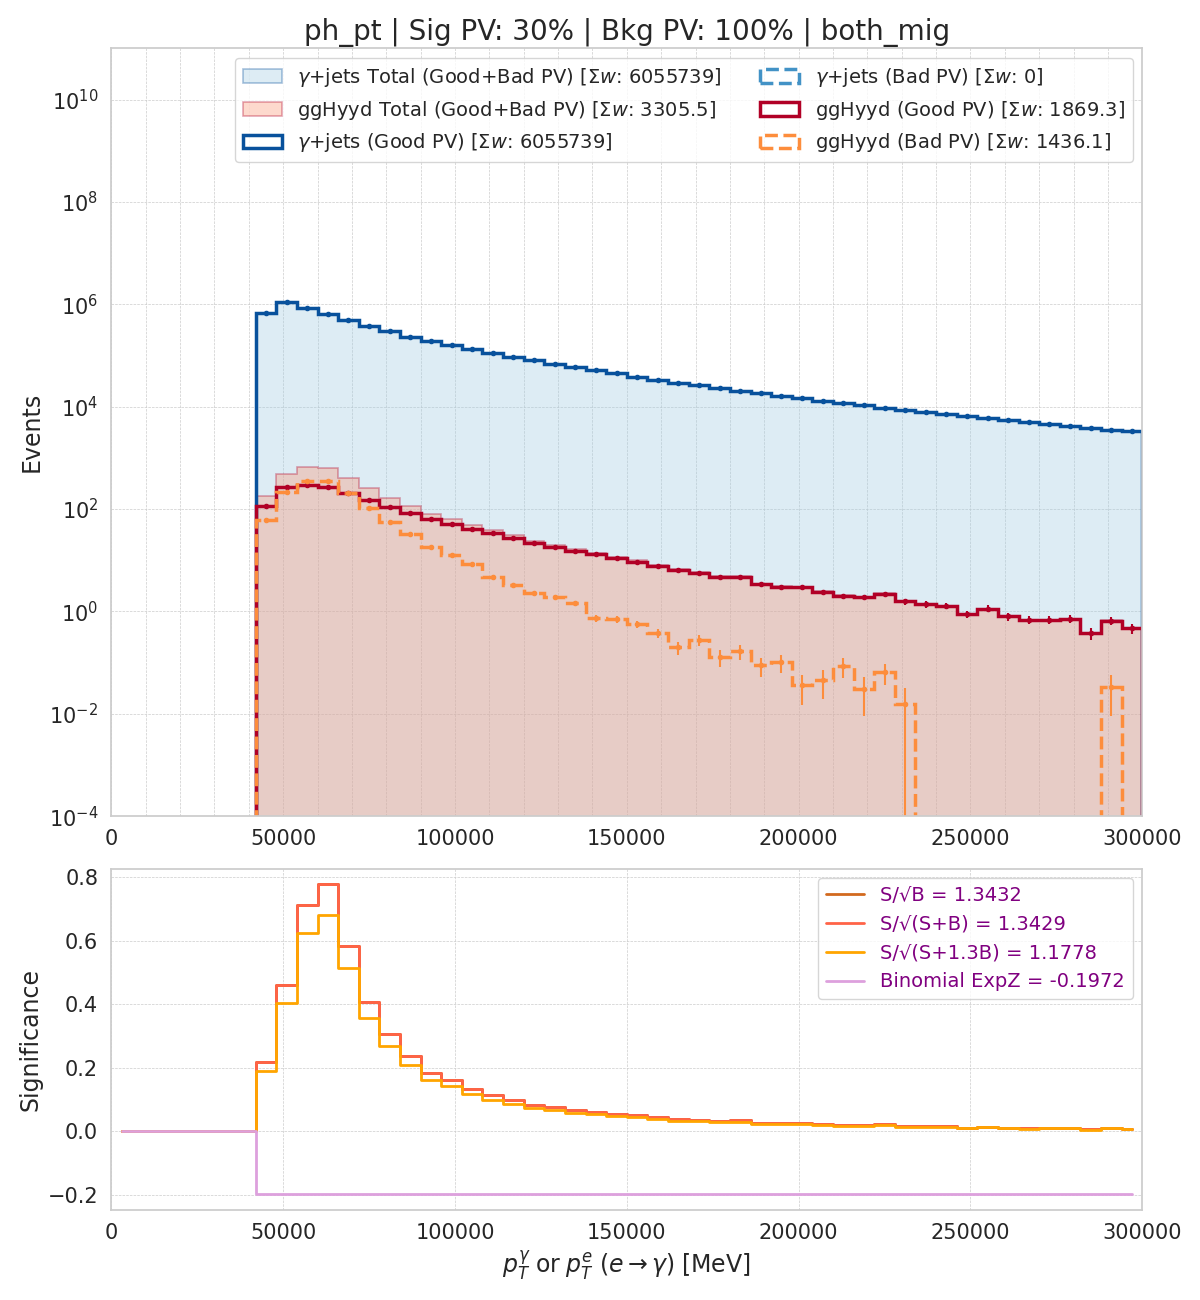 ph_pt | Sig PV: 30% | Bkg PV: 100% | both_mig
γ+jets Total (Good+Bad PV) [Σw: 6055739]
ggHyyd Total (Good+Bad PV) [Σw: 3305.5]
γ+jets (Good PV) [Σw: 6055739]
γ+jets (Bad PV) [Σw: 0]
ggHyyd (Good PV) [Σw: 1869.3]
ggHyyd (Bad PV) [Σw: 1436.1]
Events
10^10
10^8
10^6
10^4
10^2
10^0
10^−2
10^−4
0 50000 100000 150000 200000 250000 300000
Significance
0.8
0.6
0.4
0.2
0.0
−0.2
S/√B = 1.3432
S/√(S+B) = 1.3429
S/√(S+1.3B) = 1.1778
Binomial ExpZ = -0.1972
0 50000 100000 150000 200000 250000 300000
p_T^γ or p_T^e (e→γ) [MeV]